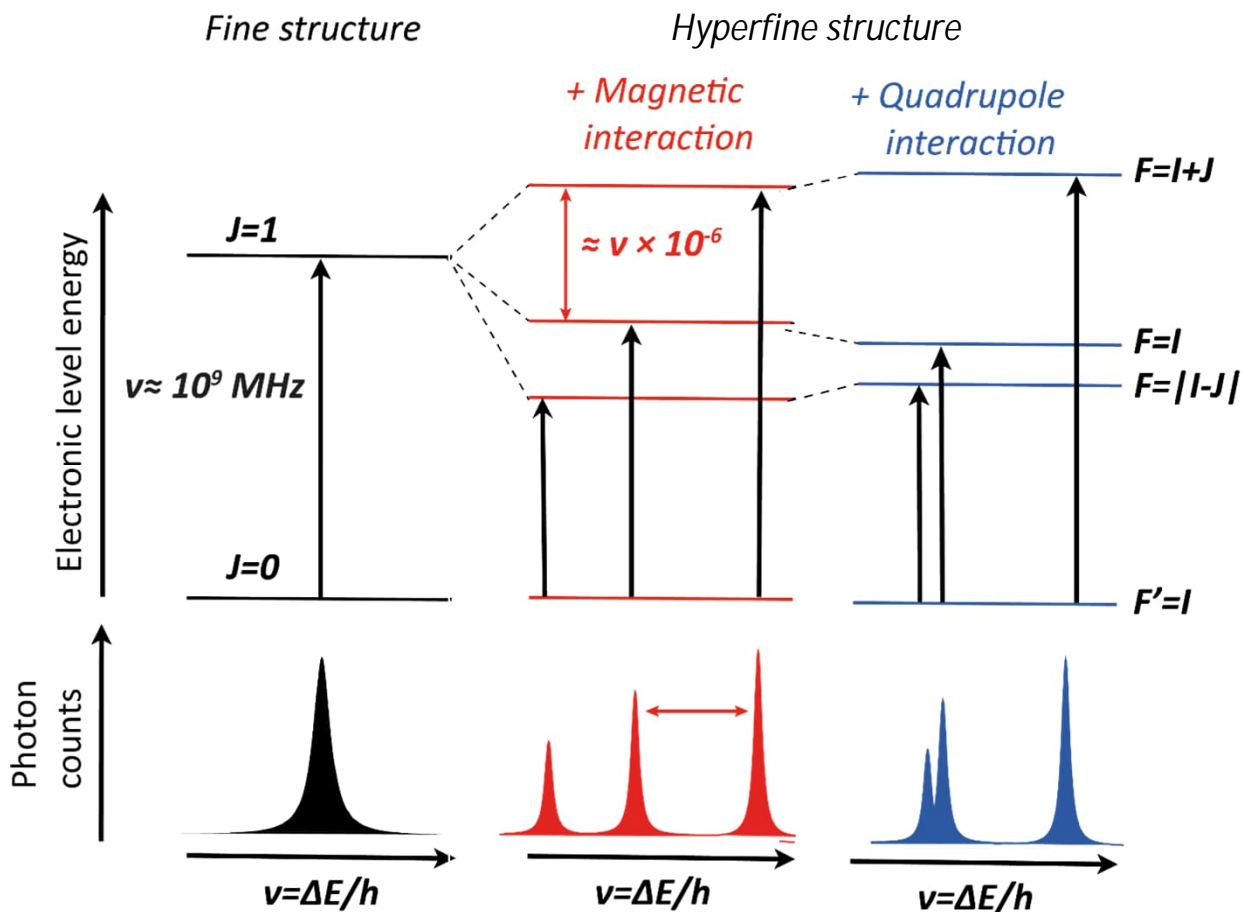 Fine structure
Hyperfine structure
+ Magnetic
interaction
+ Quadrupole
interaction
Electronic level energy
J=1
ν≈ 10⁹ MHz
J=0
≈ ν × 10⁻⁶
F=I+J
F=I
F=|I-J|
F'=I
Photon
counts
ν=ΔE/h
ν=ΔE/h
ν=ΔE/h